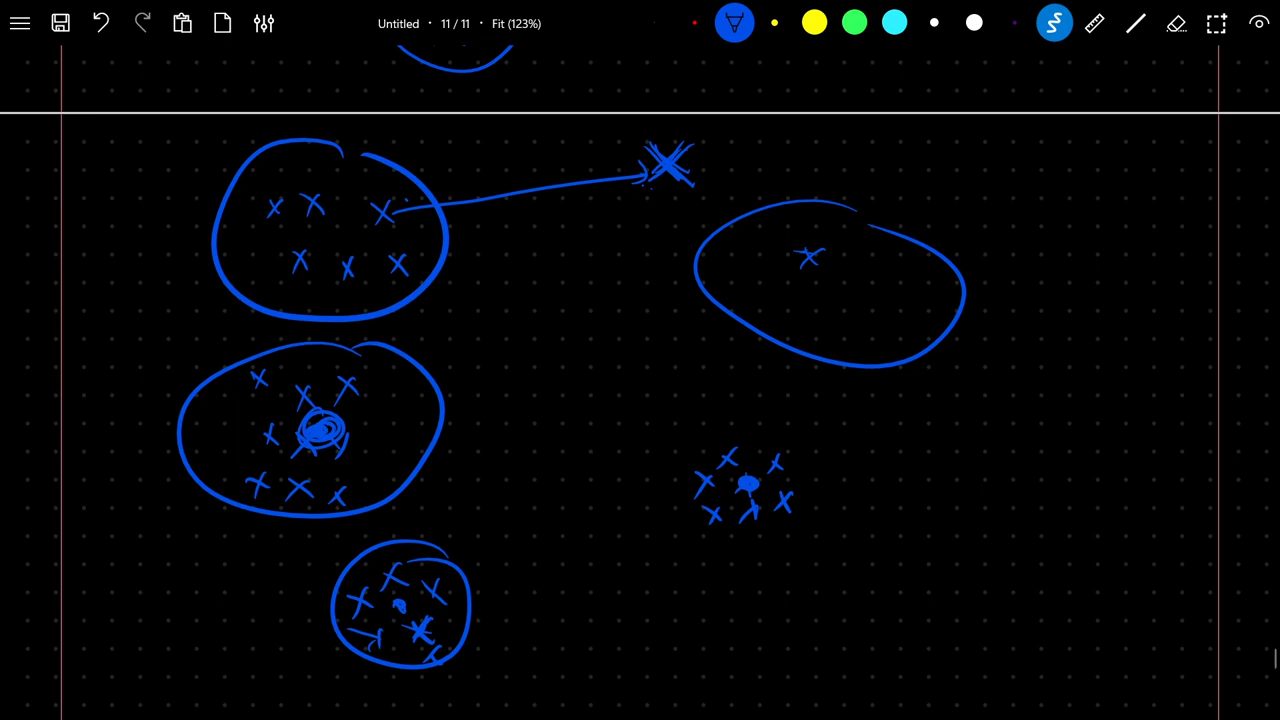 Untitled • 11 / 11 • Fit (123%)
x x x
x x x
x x x
x
x x x